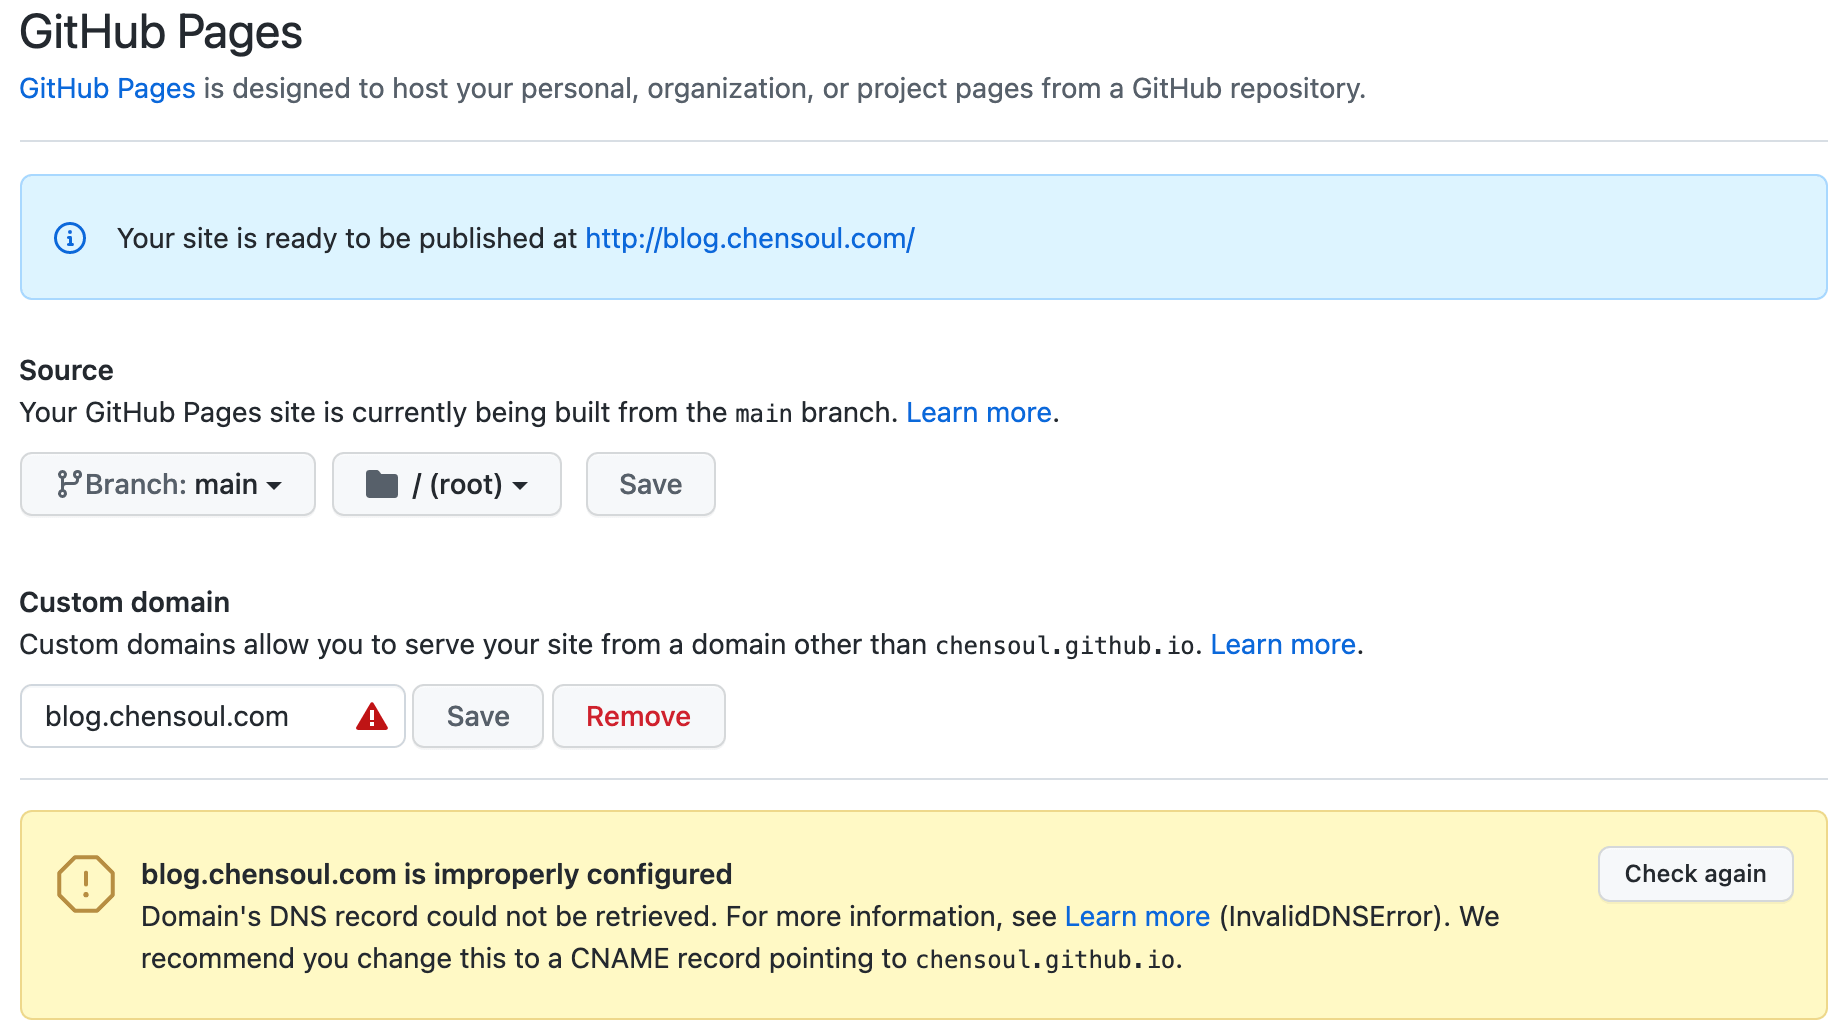 GitHub Pages
GitHub Pages is designed to host your personal, organization, or project pages from a GitHub repository.
Your site is ready to be published at http://blog.chensoul.com/
Source
Your GitHub Pages site is currently being built from the main branch. Learn more.
Branch: main
/ (root)
Save
Custom domain
Custom domains allow you to serve your site from a domain other than chensoul.github.io. Learn more.
blog.chensoul.com
Save
Remove
blog.chensoul.com is improperly configured
Check again
Domain's DNS record could not be retrieved. For more information, see Learn more (InvalidDNSError). We
recommend you change this to a CNAME record pointing to chensoul.github.io.